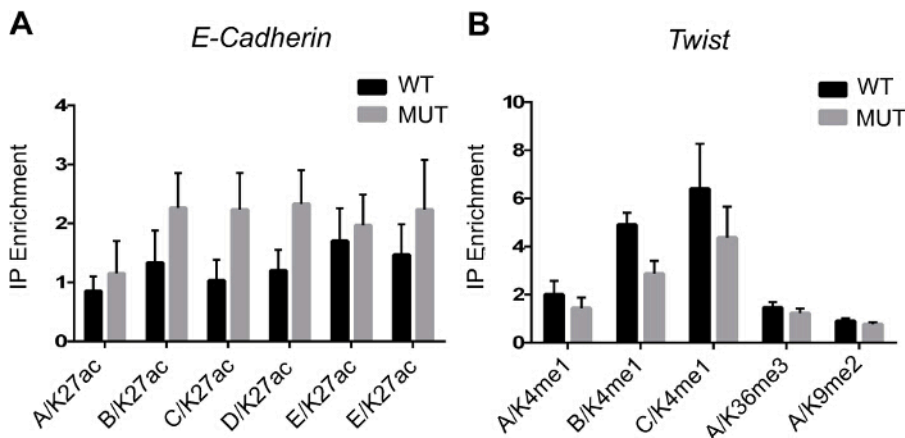 A
E-Cadherin
WT
MUT
IP Enrichment
4
3
2
1
0
A/K27ac
B/K27ac
C/K27ac
D/K27ac
E/K27ac
E/K27ac
B
Twist
WT
MUT
IP Enrichment
10
8
6
4
2
0
A/K4me1
B/K4me1
C/K4me1
A/K36me3
A/K9me2